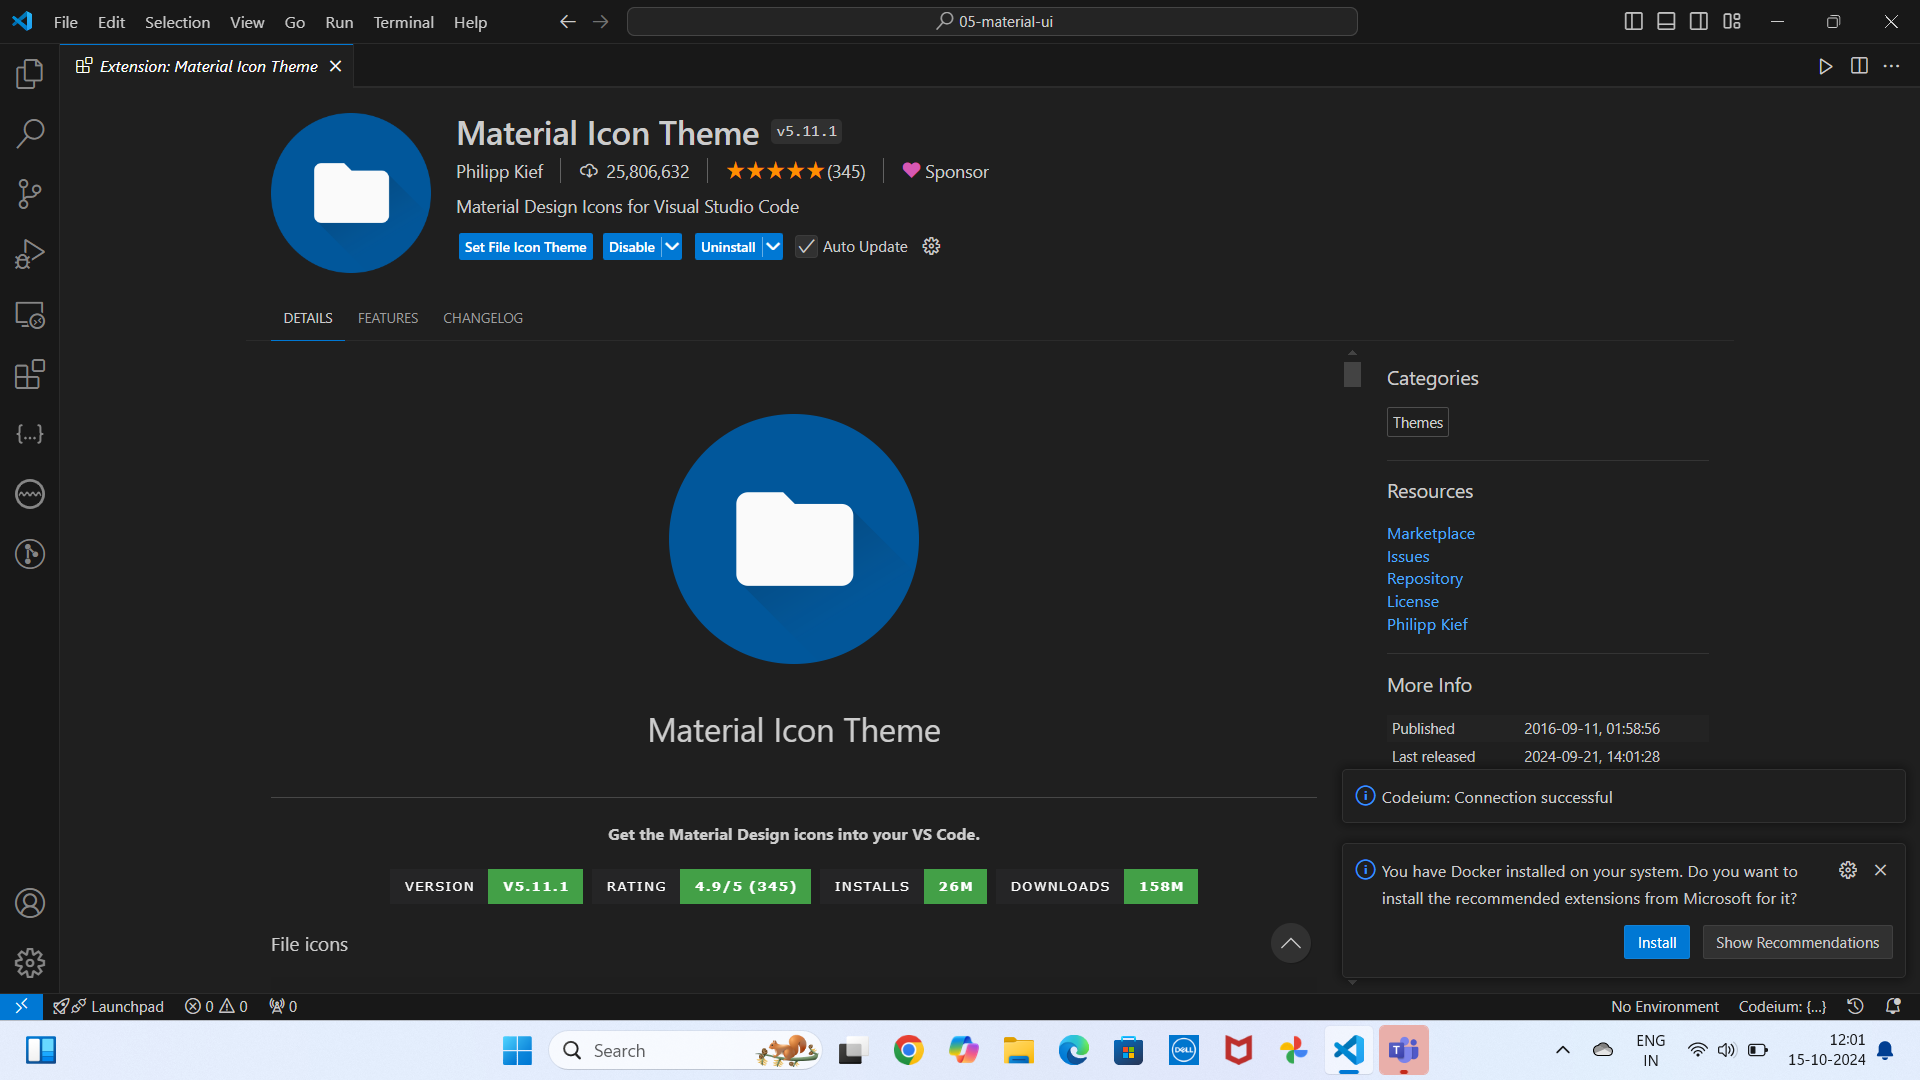 File Edit Selection View Go Run Terminal Help
05-material-ui
Extension: Material Icon Theme
Material Icon Theme v5.11.1
Philipp Kief 25,806,632 ★★★★★(345) Sponsor
Material Design Icons for Visual Studio Code
Set File Icon Theme Disable Uninstall Auto Update
DETAILS FEATURES CHANGELOG
Material Icon Theme
Get the Material Design icons into your VS Code.
VERSION V5.11.1 RATING 4.9/5 (345) INSTALLS 26M DOWNLOADS 158M
File icons
Categories
Themes
Resources
Marketplace
Issues
Repository
License
Philipp Kief
More Info
Published 2016-09-11, 01:58:56
Last released 2024-09-21, 14:01:28
Codeium: Connection successful
You have Docker installed on your system. Do you want to
install the recommended extensions from Microsoft for it?
Install Show Recommendations
Launchpad 0 0 0 No Environment Codeium: {...}
Search
DELL
T
ENG
IN
12:01
15-10-2024